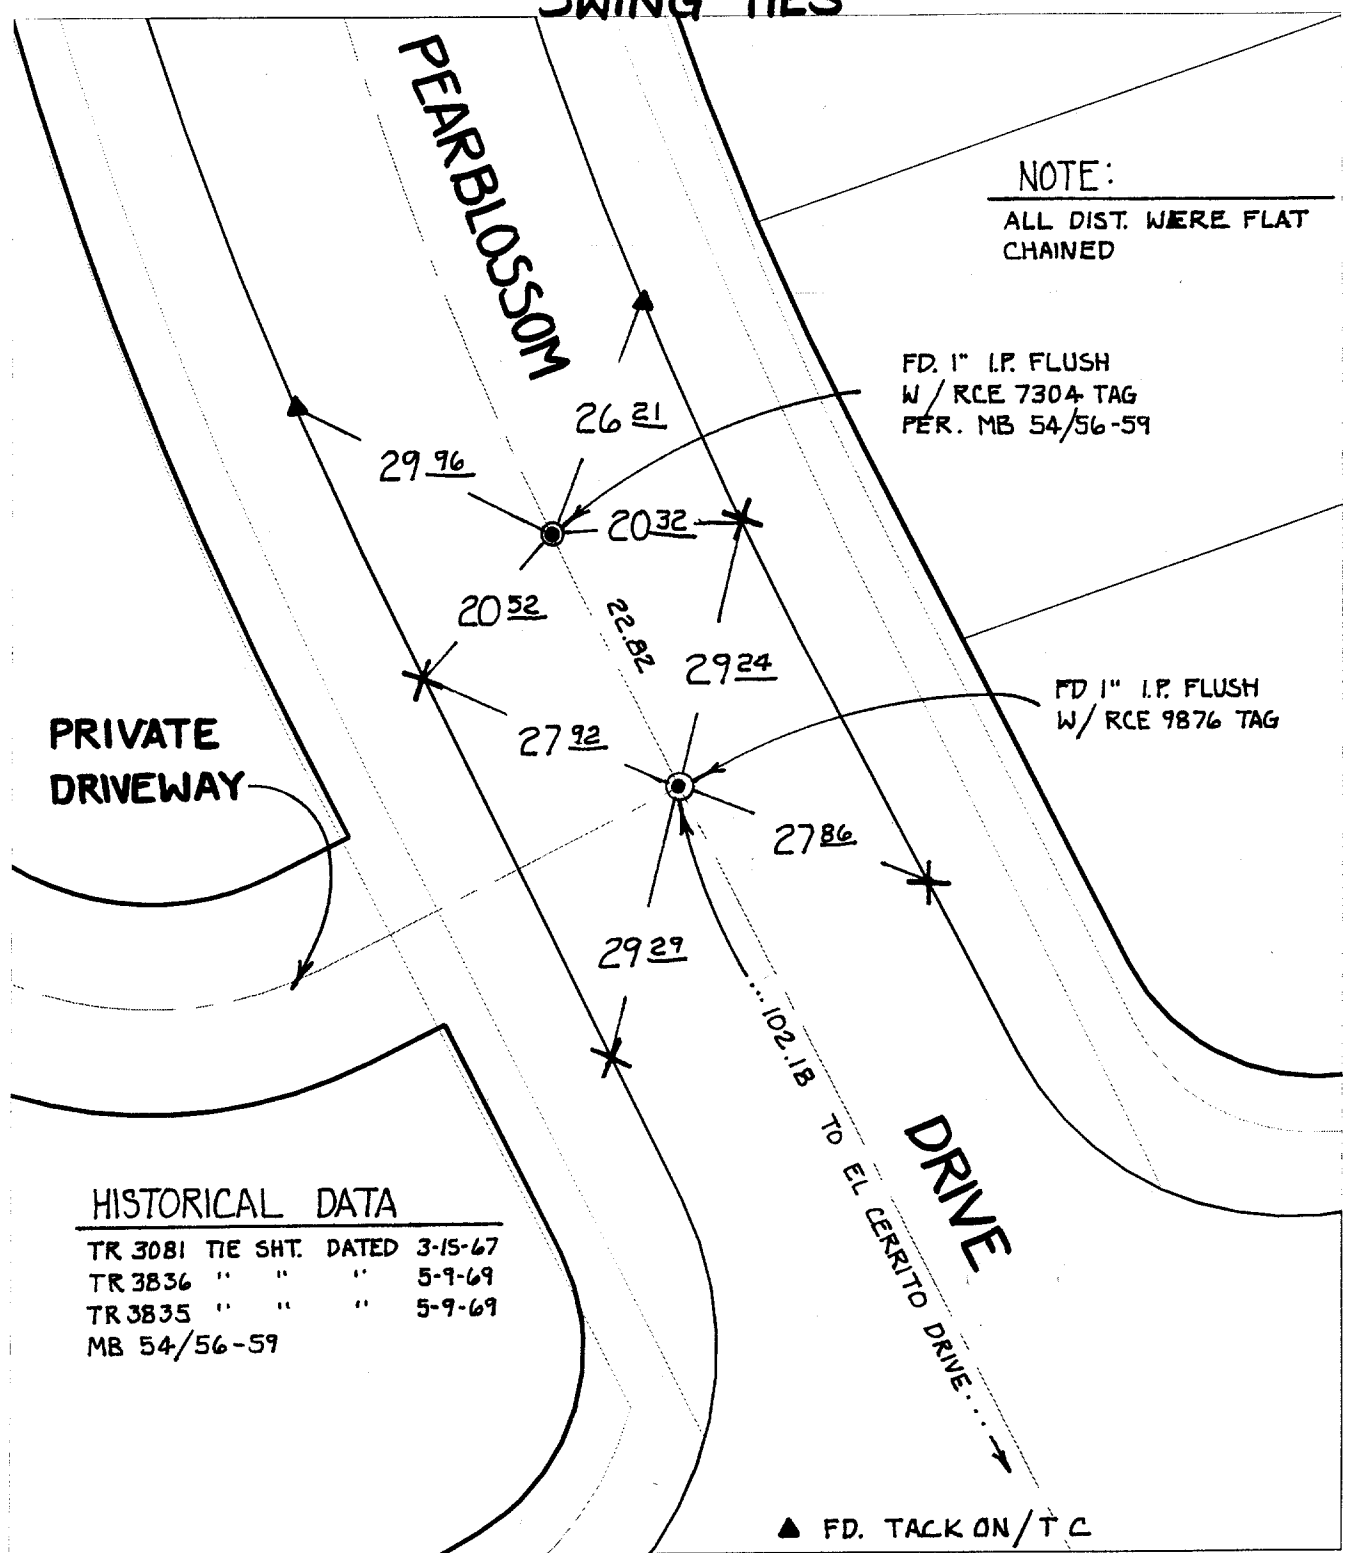 SWING TIES
PEARBLOSSOM
NOTE:
ALL DIST. WERE FLAT
CHAINED
FD. 1" I.P. FLUSH
W/RCE 7304 TAG
PER. MB 54/56-59
26 21
29 96
20 32
20 52
22.82
29 24
FD 1" I.P. FLUSH
W/ RCE 9876 TAG
27 92
PRIVATE
DRIVEWAY
27 86
29 29
...102.18 TO EL CERRITO DRIVE....
DRIVE
HISTORICAL DATA
TR 3081 TIE SHT. DATED 3-15-67
TR 3836 " " " 5-9-69
TR 3835 " " " 5-9-69
MB 54/56-59
▲ FD. TACK ON/TC